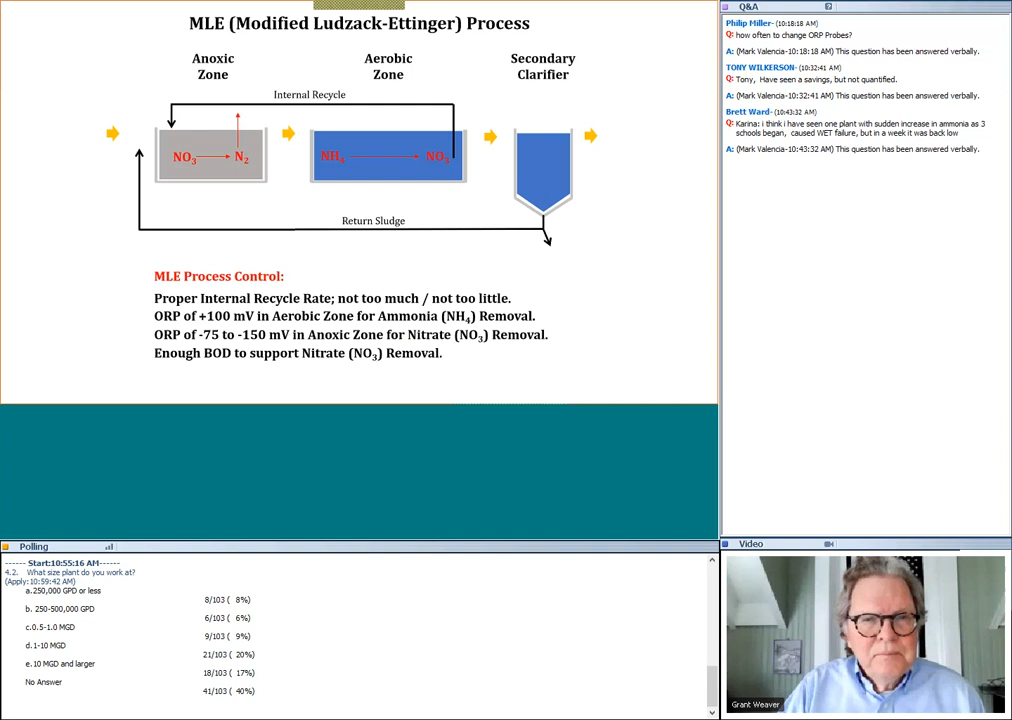 MLE (Modified Ludzack-Ettinger) Process
Anoxic
Zone
Aerobic
Zone
Secondary
Clarifier
Internal Recycle
NO3
N2
NH4
NO3
Return Sludge
MLE Process Control:
Proper Internal Recycle Rate; not too much / not too little.
ORP of +100 mV in Aerobic Zone for Ammonia (NH4) Removal.
ORP of -75 to -150 mV in Anoxic Zone for Nitrate (NO3) Removal.
Enough BOD to support Nitrate (NO3) Removal.
Q&A
Philip Miller- (10:18:18 AM)
Q: how often to change ORP Probes?
A: (Mark Valencia-10:18:18 AM) This question has been answered verbally.
TONY WILKERSON- (10:32:41 AM)
Q: Tony, Have seen a savings, but not quantified.
A: (Mark Valencia-10:32:41 AM) This question has been answered verbally.
Brett Ward- (10:43:32 AM)
Q: Karina: i think i have seen one plant with sudden increase in ammonia as 3
schools began, caused WET failure, but in a week it was back low
A: (Mark Valencia-10:43:32 AM) This question has been answered verbally.
Polling
------ Start:10:55:16 AM------
4.2. What size plant do you work at?
(Apply:10:59:42 AM)
a.250,000 GPD or less
8/103 ( 8%)
b. 250-500,000 GPD
6/103 ( 6%)
c.0.5-1.0 MGD
9/103 ( 9%)
d.1-10 MGD
21/103 ( 20%)
e.10 MGD and larger
18/103 ( 17%)
No Answer
41/103 ( 40%)
Video
Grant Weaver